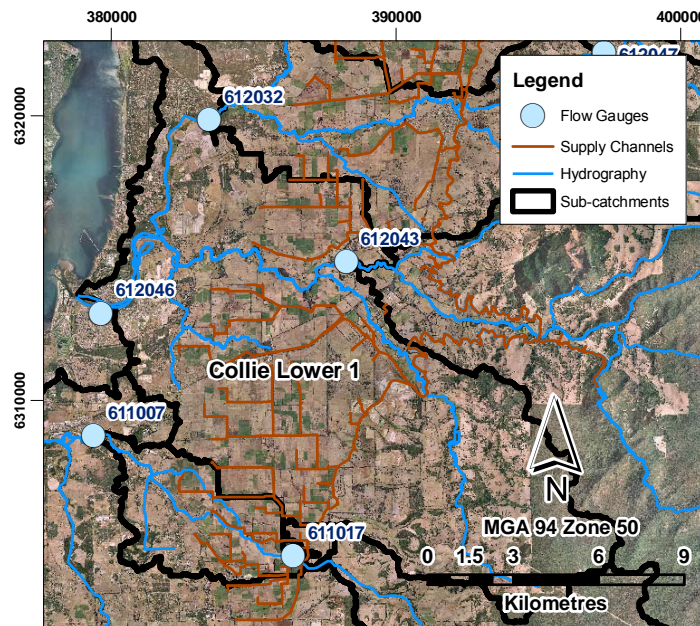 380000
390000
400000
6320000
6310000
612047
Legend
Flow Gauges
Supply Channels
Hydrography
Sub-catchments
612032
612043
612046
Collie Lower 1
611007
611017
N
MGA 94 Zone 50
0 1.5 3 6 9
Kilometres